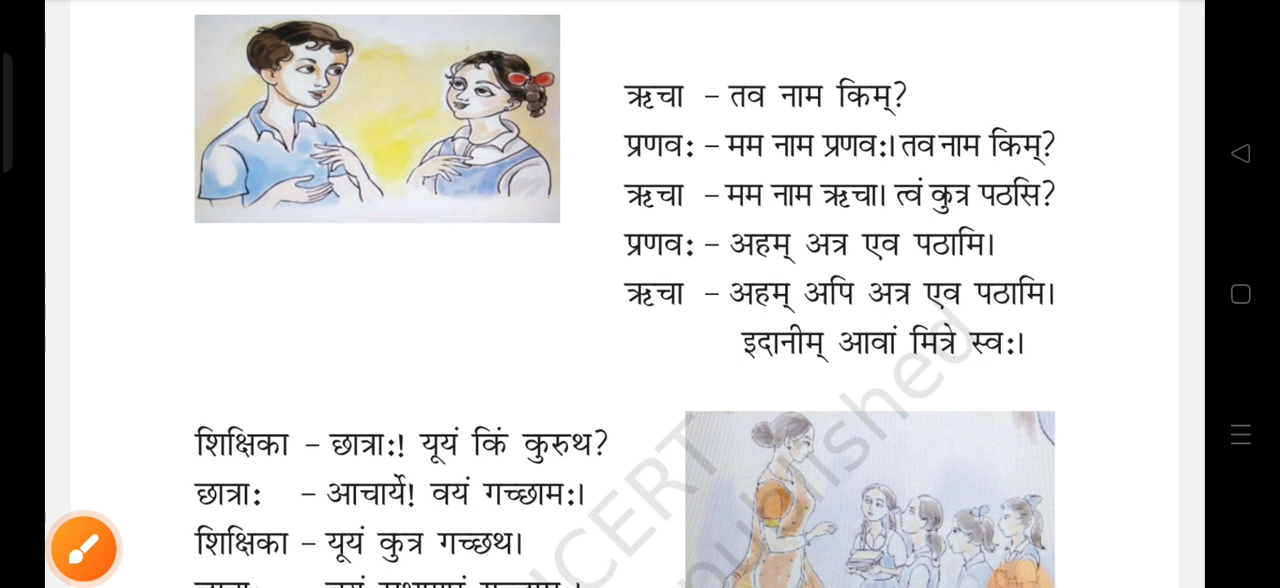 ऋचा – तव नाम किम्?
प्रणवः – मम नाम प्रणवः। तव नाम किम्?
ऋचा – मम नाम ऋचा। त्वं कुत्र पठसि?
प्रणवः – अहम् अत्र एव पठामि।
ऋचा – अहम् अपि अत्र एव पठामि।
इदानीम् आवां मित्रे स्वः।
शिक्षिका – छात्राः! यूयं किं कुरुथ?
छात्राः – आचार्ये! वयं गच्छामः।
शिक्षिका – यूयं कुत्र गच्छथ।